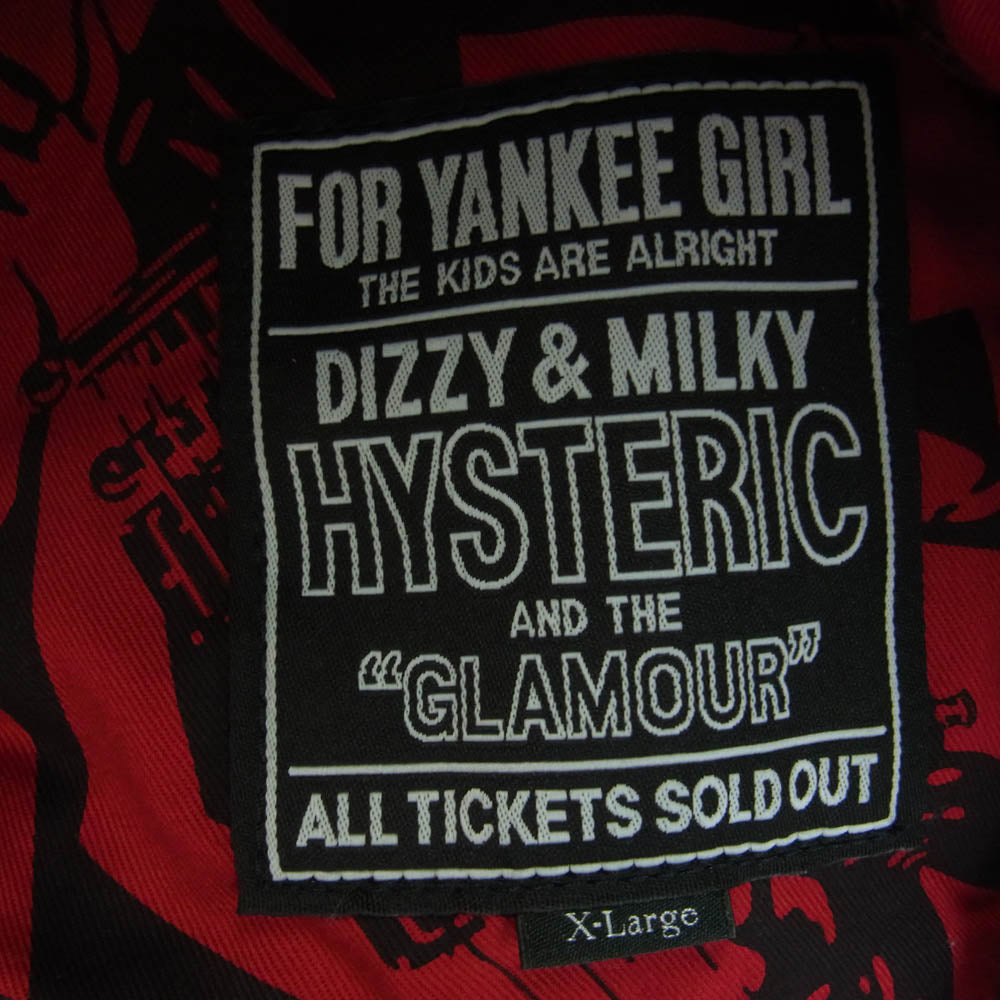 FOR YANKEE GIRL
THE KIDS ARE ALRIGHT
DIZZY & MILKY
HYSTERIC
AND THE
“GLAMOUR”
ALL TICKETS SOLD OUT
X-Large